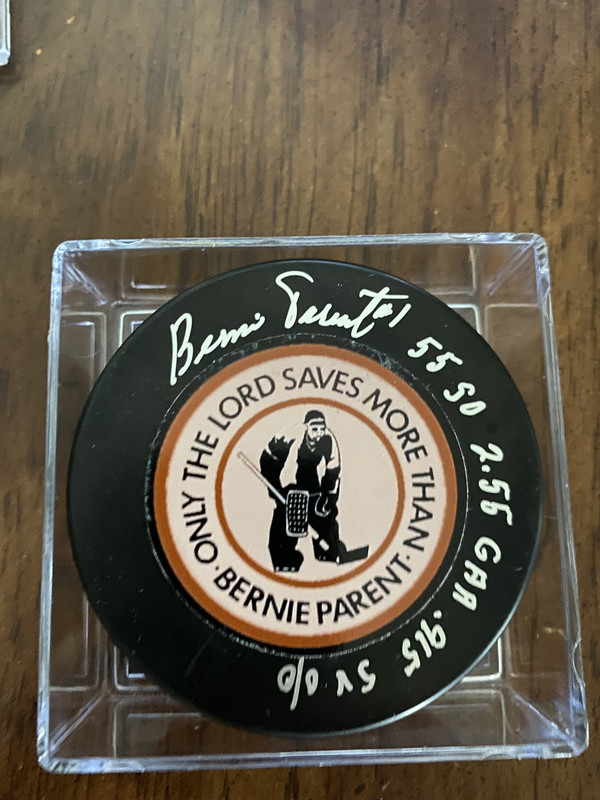 Bernie Parent #1
55 SO 2.55 GAA .915 SV %
ONLY THE LORD SAVES MORE THAN
· BERNIE PARENT ·